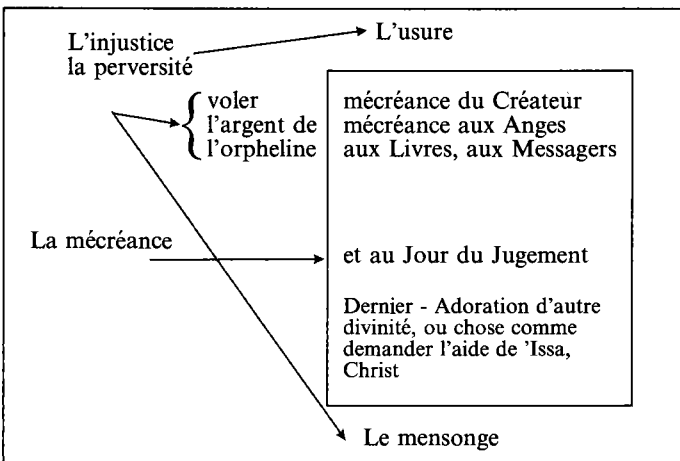 L'injustice
la perversité
L'usure
voler
l'argent de
l'orpheline
mécréance du Créateur
mécréance aux Anges
aux Livres, aux Messagers
La mécréance
et au Jour du Jugement
Dernier - Adoration d'autre
divinité, ou chose comme
demander l'aide de 'Issa,
Christ
Le mensonge